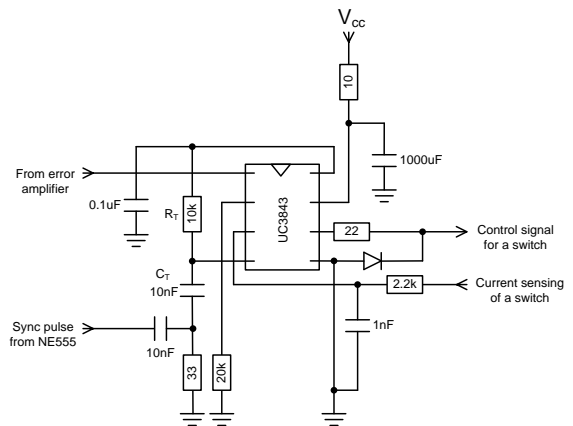 Vcc
10
1000uF
From error
amplifier
0.1uF
RT
10k
UC3843
22
Control signal
for a switch
CT
10nF
2.2k
Current sensing
of a switch
Sync pulse
from NE555
10nF
1nF
33
20k